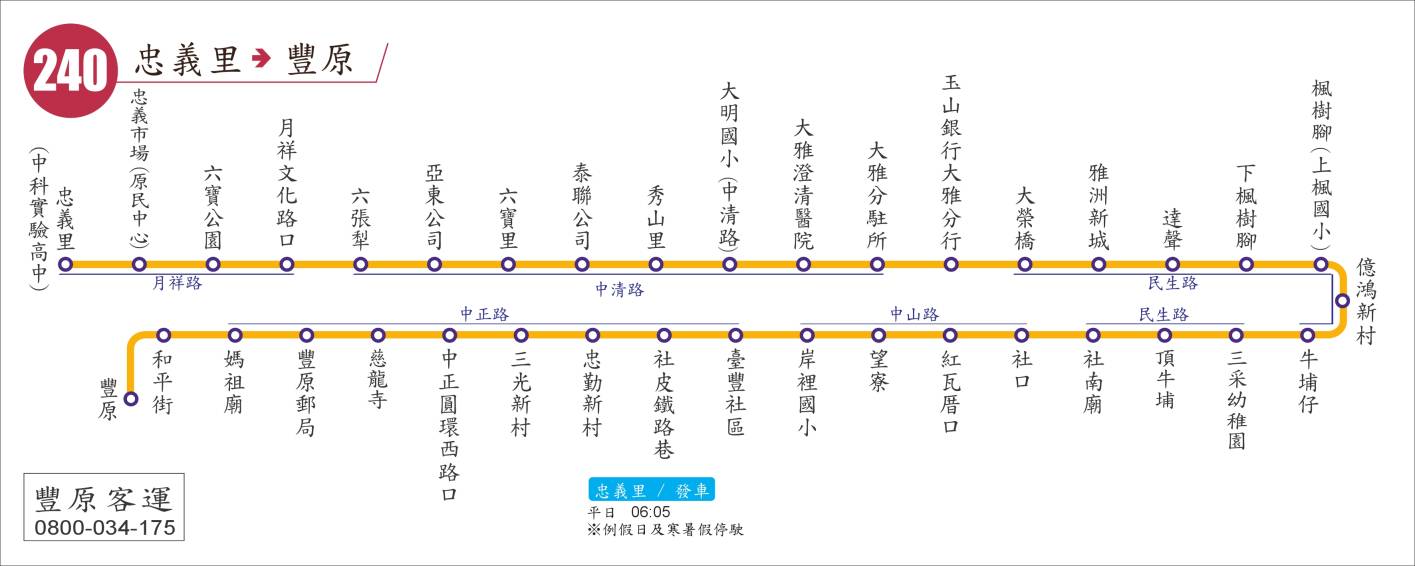 240
忠義里➔豐原
忠義里
(中科實驗高中)
忠義市場(原民中心)
六寶公園
月祥文化路口
六張犁
亞東公司
六寶里
泰聯公司
秀山里
大明國小(中清路)
大雅澄清醫院
大雅分駐所
玉山銀行大雅分行
大榮橋
雅洲新城
達聲
下楓樹腳
楓樹腳(上楓國小)
億鴻新村
月祥路
中清路
民生路
中正路
中山路
民生路
牛埔仔
三采幼稚園
頂牛埔
社南廟
社口
紅瓦厝口
望寮
岸裡國小
臺豐社區
社皮鐵路巷
忠勤新村
三光新村
中正圓環西路口
慈龍寺
豐原郵局
媽祖廟
和平街
豐原
豐原客運
0800-034-175
忠義里 / 發車
平日 06:05
※例假日及寒暑假停駛